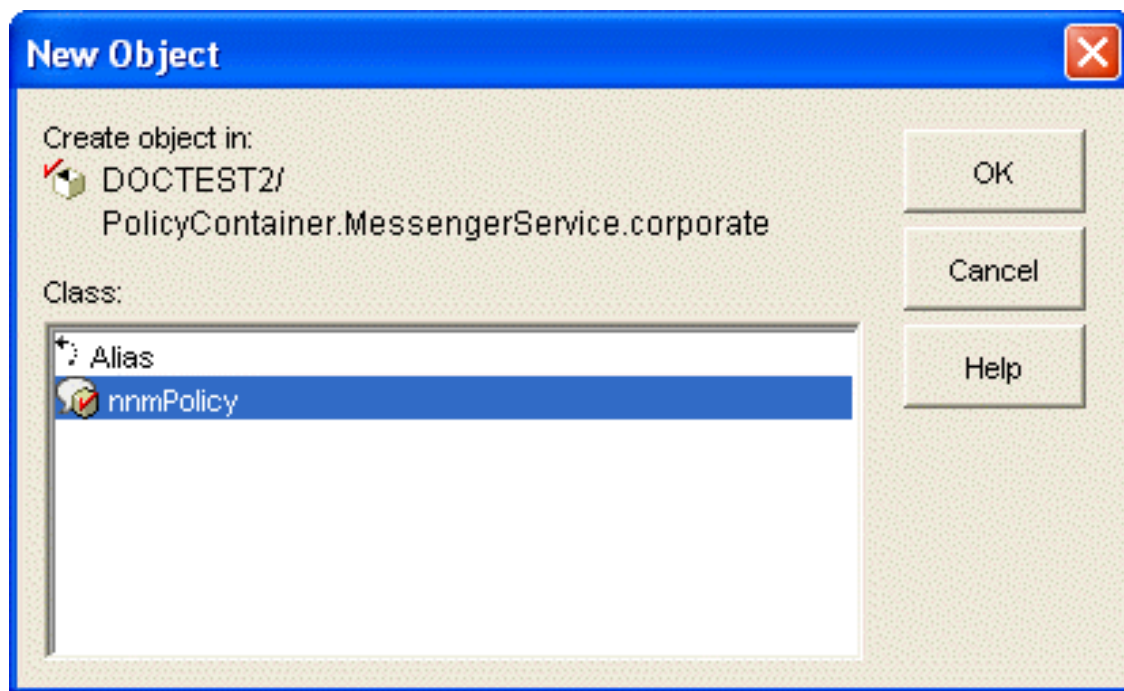 New Object
Create object in:
DOCTEST2/
PolicyContainer.MessengerService.corporate
Class:
Alias
nnmPolicy
OK
Cancel
Help